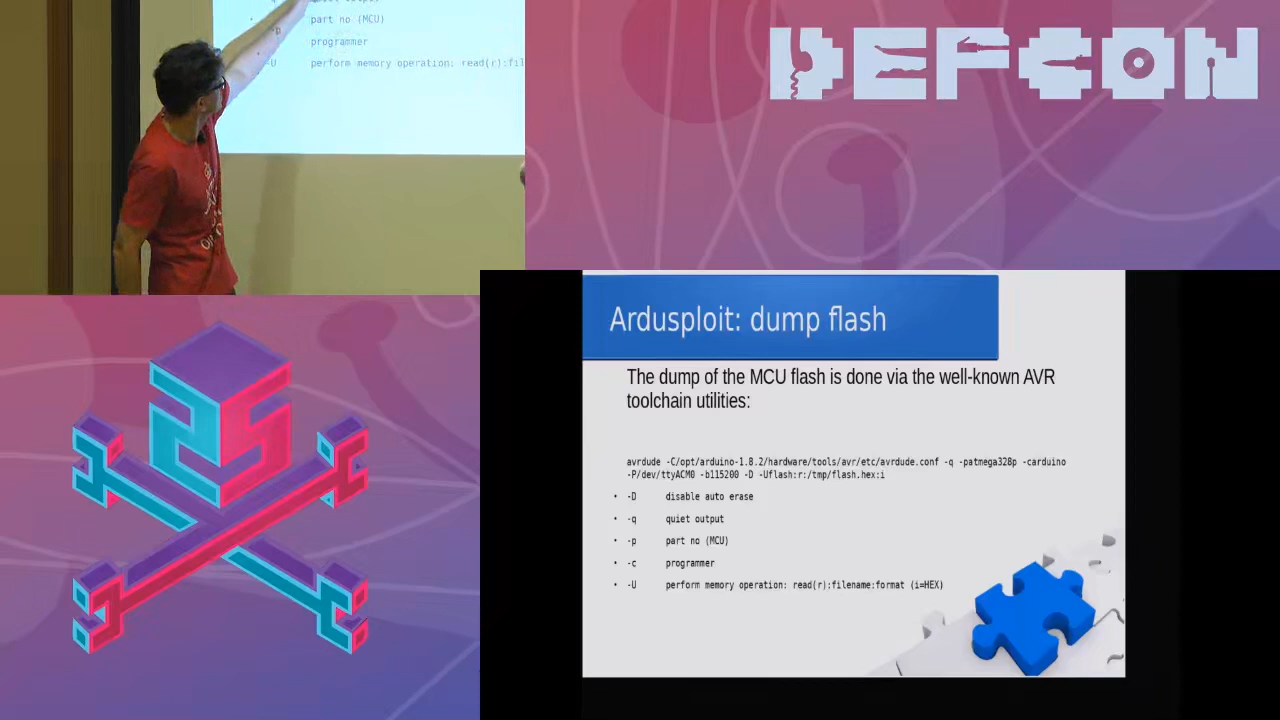 quiet output
-p
part no (MCU)
programmer
-U perform memory operation: read(r):fil
DEFCON
Ardusploit: dump flash
The dump of the MCU flash is done via the well-known AVR
toolchain utilities:
avrdude -C/opt/arduino-1.8.2/hardware/tools/avr/etc/avrdude.conf -q -patmega328p -carduino
-P/dev/ttyACM0 -b115200 -D -Uflash:r:/tmp/flash.hex:i
• -D disable auto erase
• -q quiet output
• -p part no (MCU)
• -c programmer
• -U perform memory operation: read(r):filename:format (i=HEX)